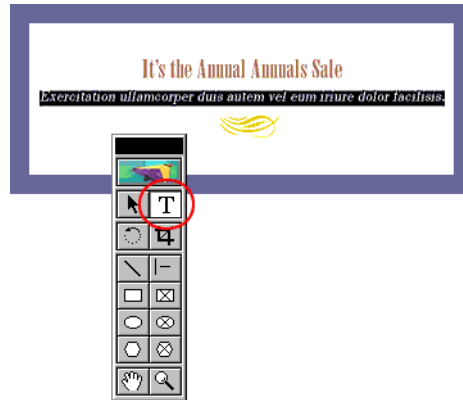 It's the Annual Annuals Sale
Exercitation ullamcorper duis autem vel eum iriure dolor facilisis.
T